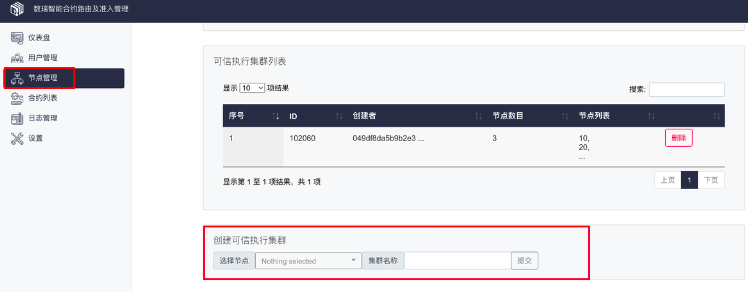 数瑞智能合约路由及准入管理
仪表盘
用户管理
节点管理
合约列表
日志管理
设置
可信执行集群列表
显示 10 项结果
搜索:
序号 ID 创建者 节点数目 节点列表
1 102060 049df8da5b9b2e3 ... 3 10,
20,
...
删除
显示第 1 至 1 项结果，共 1 项
上页 1 下页
创建可信执行集群
选择节点 Nothing selected 集群名称 提交